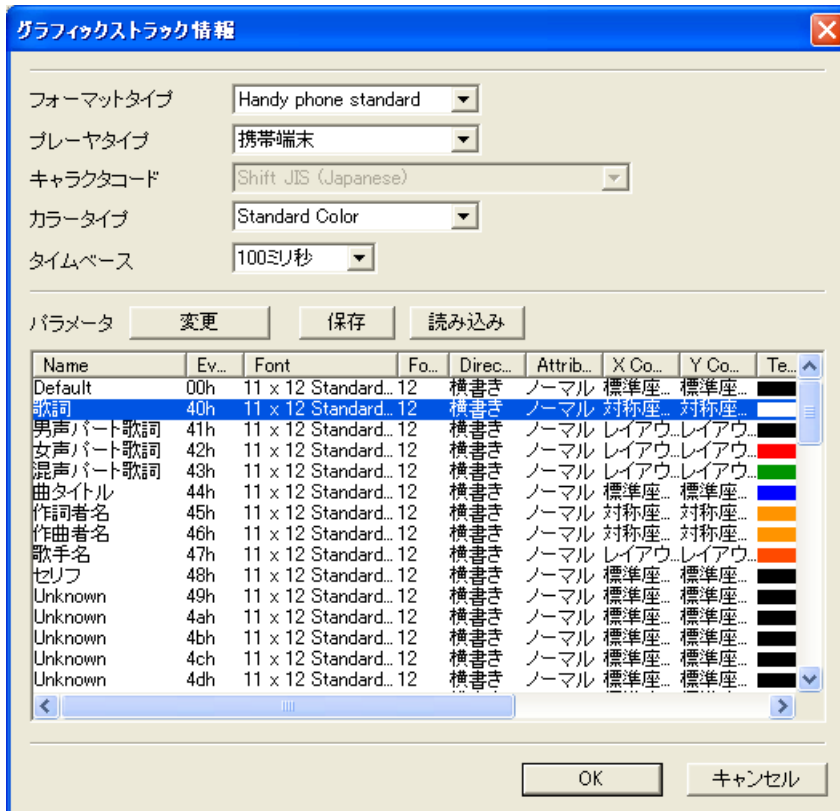 グラフィックストラック情報
フォーマットタイプ Handy phone standard
プレーヤタイプ 携帯端末
キャラクタコード Shift JIS (Japanese)
カラータイプ Standard Color
タイムベース 100ミリ秒
パラメータ 変更 保存 読み込み
Name Ev... Font Fo... Direc... Attrib... X Co... Y Co... Te...
Default 00h 11 x 12 Standard... 12 横書き ノーマル 標準座... 標準座...
歌詞 40h 11 x 12 Standard... 12 横書き ノーマル 対称座... 対称座...
男声パート歌詞 41h 11 x 12 Standard... 12 横書き ノーマル レイアウ... レイアウ...
女声パート歌詞 42h 11 x 12 Standard... 12 横書き ノーマル レイアウ... レイアウ...
混声パート歌詞 43h 11 x 12 Standard... 12 横書き ノーマル レイアウ... レイアウ...
曲タイトル 44h 11 x 12 Standard... 12 横書き ノーマル 標準座... 標準座...
作詞者名 45h 11 x 12 Standard... 12 横書き ノーマル 対称座... 対称座...
作曲者名 46h 11 x 12 Standard... 12 横書き ノーマル 対称座... 対称座...
歌手名 47h 11 x 12 Standard... 12 横書き ノーマル レイアウ... レイアウ...
セリフ 48h 11 x 12 Standard... 12 横書き ノーマル 標準座... 標準座...
Unknown 49h 11 x 12 Standard... 12 横書き ノーマル 標準座... 標準座...
Unknown 4ah 11 x 12 Standard... 12 横書き ノーマル 標準座... 標準座...
Unknown 4bh 11 x 12 Standard... 12 横書き ノーマル 標準座... 標準座...
Unknown 4ch 11 x 12 Standard... 12 横書き ノーマル 標準座... 標準座...
Unknown 4dh 11 x 12 Standard... 12 横書き ノーマル 標準座... 標準座...
OK キャンセル